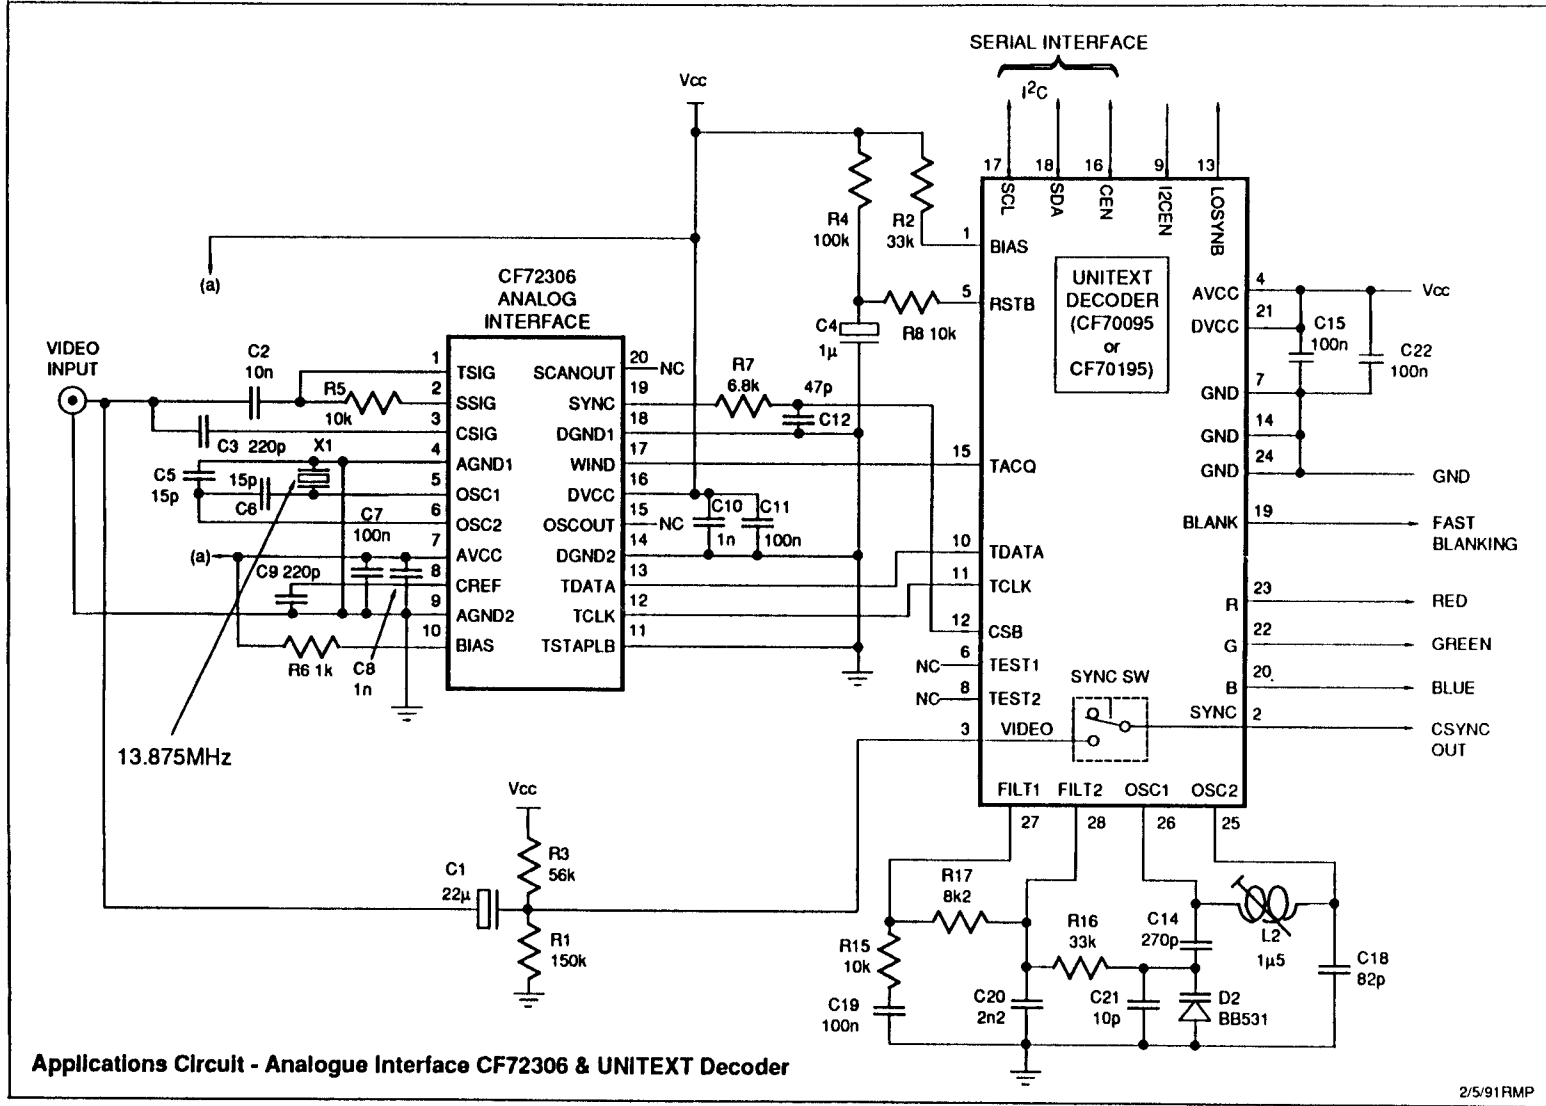 SERIAL INTERFACE
I²C
Vcc
17 18 16 9 13
SCL SDA CEN I2CEN LOSYNB
R4
100k
R2
33k
1 BIAS
5 RSTB
R8 10k
C4
1µ
UNITEXT
DECODER
(CF70095
or
CF70195)
AVCC 4 Vcc
DVCC 21
C15
100n
C22
100n
GND 7
GND 14
GND 24 GND
BLANK 19 FAST
BLANKING
R 23 RED
G 22 GREEN
B 20 BLUE
SYNC 2 CSYNC
OUT
(a)
CF72306
ANALOG
INTERFACE
VIDEO
INPUT
C2
10n
R5
10k
C3 220p
X1
C5
15p
15p
C6
C7
100n
(a)
C9 220p
R6 1k
C8
1n
13.875MHz
1 TSIG
2 SSIG
3 CSIG
4 AGND1
5 OSC1
6 OSC2
7 AVCC
8 CREF
9 AGND2
10 BIAS
SCANOUT 20 NC
SYNC 19
DGND1 18
WIND 17
DVCC 16
OSCOUT 15 NC
DGND2 14
TDATA 13
TCLK 12
TSTAPLB 11
R7
6.8k
47p
C12
C10
1n
C11
100n
15 TACQ
10 TDATA
11 TCLK
12 CSB
NC 6 TEST1
NC 8 TEST2
3 VIDEO
SYNC SW
FILT1 FILT2 OSC1 OSC2
27 28 26 25
Vcc
R3
56k
C1
22µ
R1
150k
R17
8k2
R15
10k
C19
100n
R16
33k
C20
2n2
C21
10p
C14
270p
L2
1µ5
D2
BB531
C18
82p
Applications Circuit - Analogue Interface CF72306 & UNITEXT Decoder
2/5/91RMP